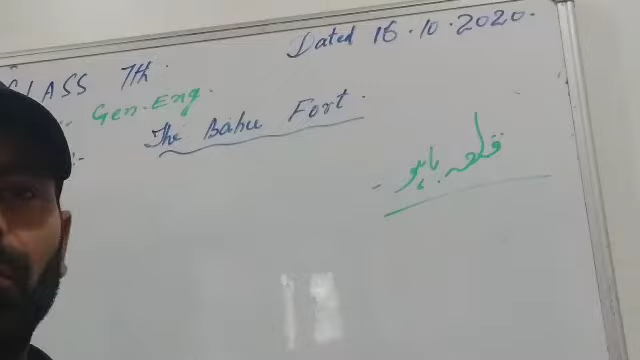 Dated 16.10.2020.
CLASS 7th.
Gen. Eng.
The Bahu Fort.
قلعہ باہو